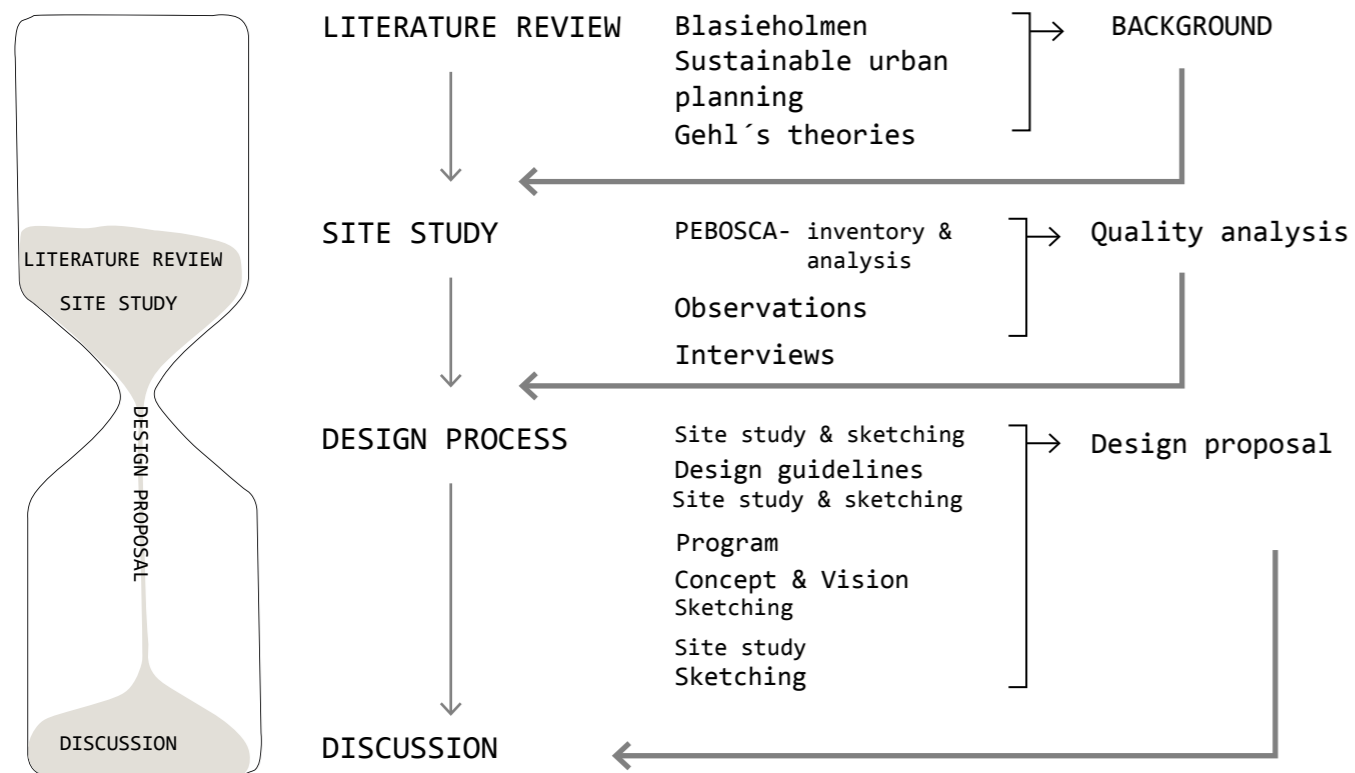 LITERATURE REVIEW
SITE STUDY
DESIGN PROPOSAL
DISCUSSION
LITERATURE REVIEW
Blasieholmen
Sustainable urban
planning
Gehl´s theories
BACKGROUND
SITE STUDY
PEBOSCA- inventory &
analysis
Observations
Interviews
Quality analysis
DESIGN PROCESS
Site study & sketching
Design guidelines
Site study & sketching
Program
Concept & Vision
Sketching
Site study
Sketching
Design proposal
DISCUSSION